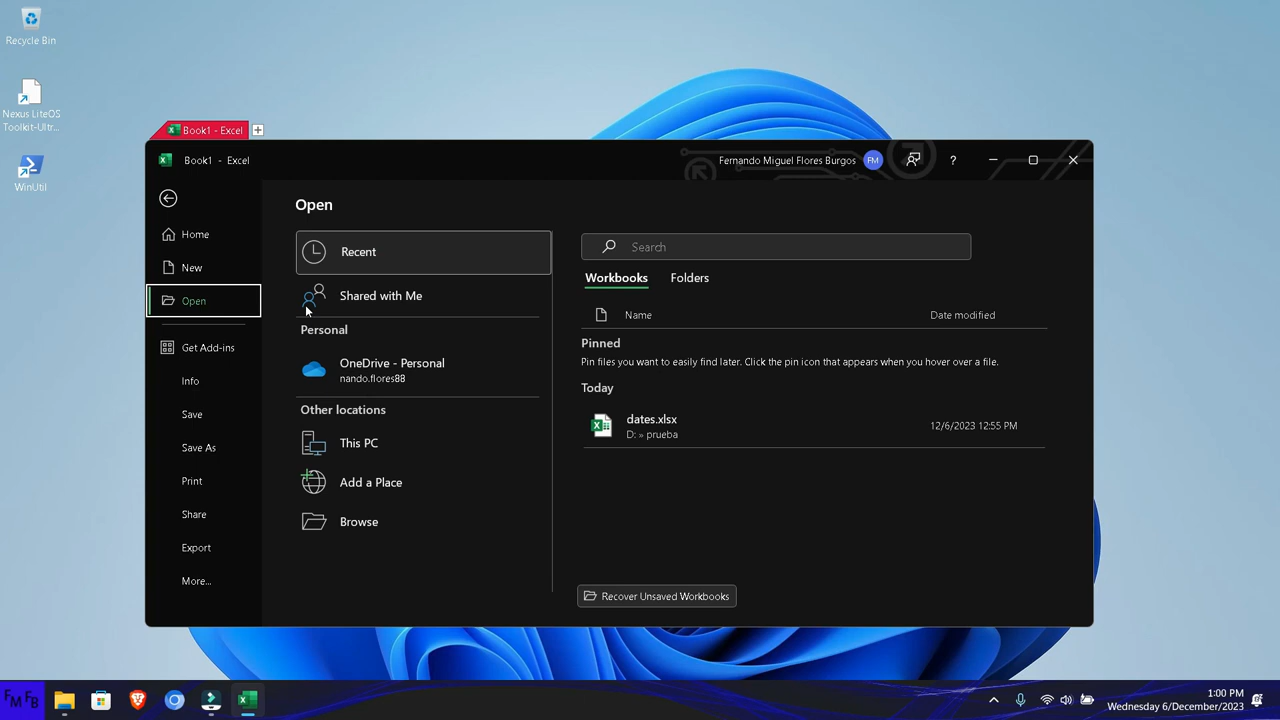 Recycle Bin
Nexus LiteOS
Toolkit-Ultr...
WinUtil
Book1 - Excel
Book1 - Excel
Fernando Miguel Flores Burgos
FM
?
Home
New
Open
Get Add-ins
Info
Save
Save As
Print
Share
Export
More...
Open
Recent
Shared with Me
Personal
OneDrive - Personal
nando.flores88
Other locations
This PC
Add a Place
Browse
Search
Workbooks Folders
Name Date modified
Pinned
Pin files you want to easily find later. Click the pin icon that appears when you hover over a file.
Today
dates.xlsx
D: » prueba
12/6/2023 12:55 PM
Recover Unsaved Workbooks
FM FB
1:00 PM
Wednesday 6/December/2023